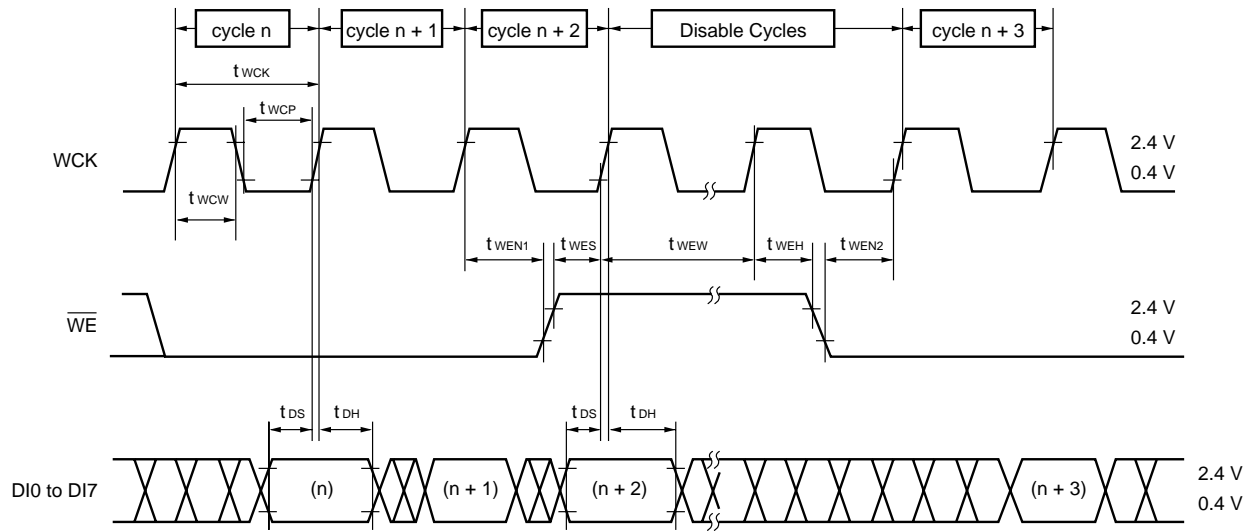 cycle n cycle n + 1 cycle n + 2 Disable Cycles cycle n + 3
tWCK
tWCP
WCK
2.4 V
0.4 V
tWCW
tWEN1 tWES tWEW tWEH tWEN2
WE
2.4 V
0.4 V
tDS tDH tDS tDH
DI0 to DI7 (n) (n + 1) (n + 2) (n + 3)
2.4 V
0.4 V